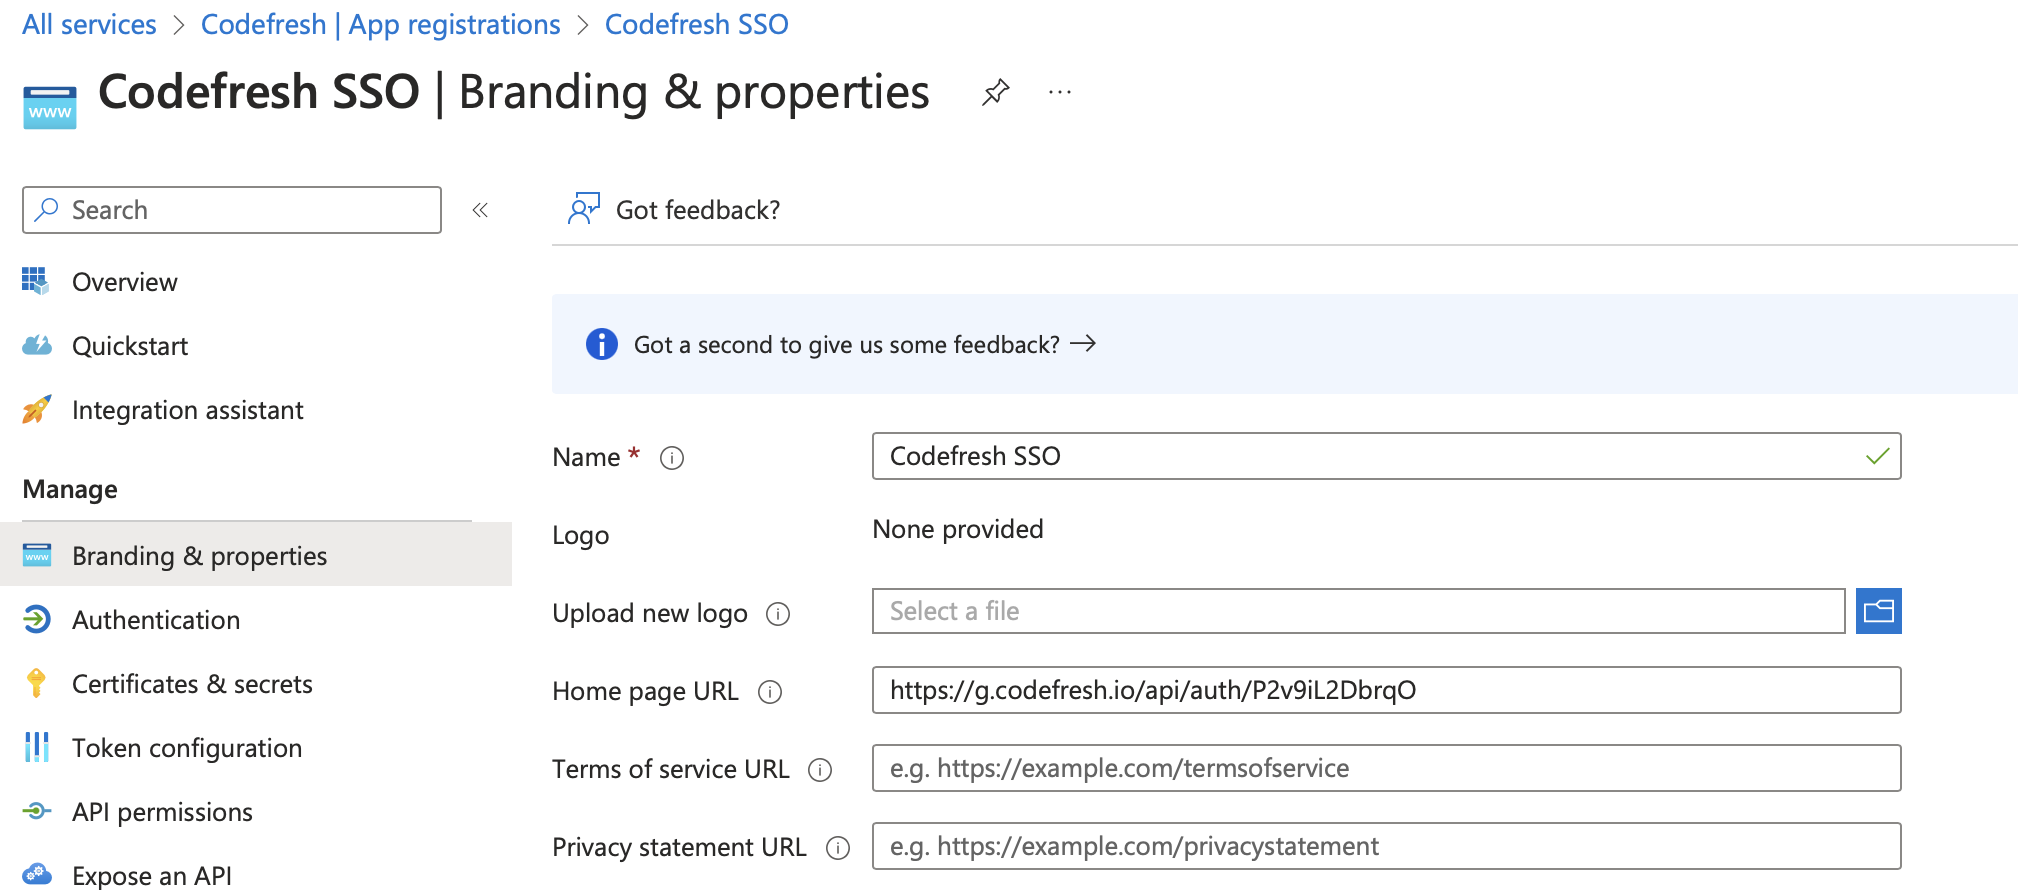 All services > Codefresh | App registrations > Codefresh SSO
www
Codefresh SSO | Branding & properties
...
Search
«
Got feedback?
Overview
Quickstart
Integration assistant
Manage
www
Branding & properties
Authentication
Certificates & secrets
Token configuration
API permissions
Expose an API
Got a second to give us some feedback? →
Name *
Codefresh SSO
Logo
None provided
Upload new logo
Select a file
Home page URL
https://g.codefresh.io/api/auth/P2v9iL2DbrqO
Terms of service URL
e.g. https://example.com/termsofservice
Privacy statement URL
e.g. https://example.com/privacystatement